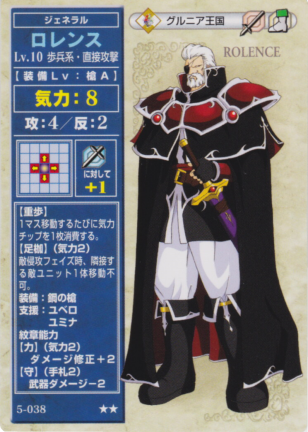 ジェネラル
ロレンス
Lv.10 歩兵系・直接攻撃
【装備Lv:槍A】
気力:8
攻:4/反:2
に対して
+1
グルニア王国
ROLENCE
【重歩】
1マス移動するたびに気力
チップを1枚消費する。
【足枷】(気力2)
敵侵攻フェイズ時、隣接す
る敵ユニット1体移動不
可。
装備:鋼の槍
支援:ユベロ
ユミナ
紋章能力
【力】(気力2)
ダメージ修正+2
【守】(手札2)
武器ダメージ-2
5-038
★★